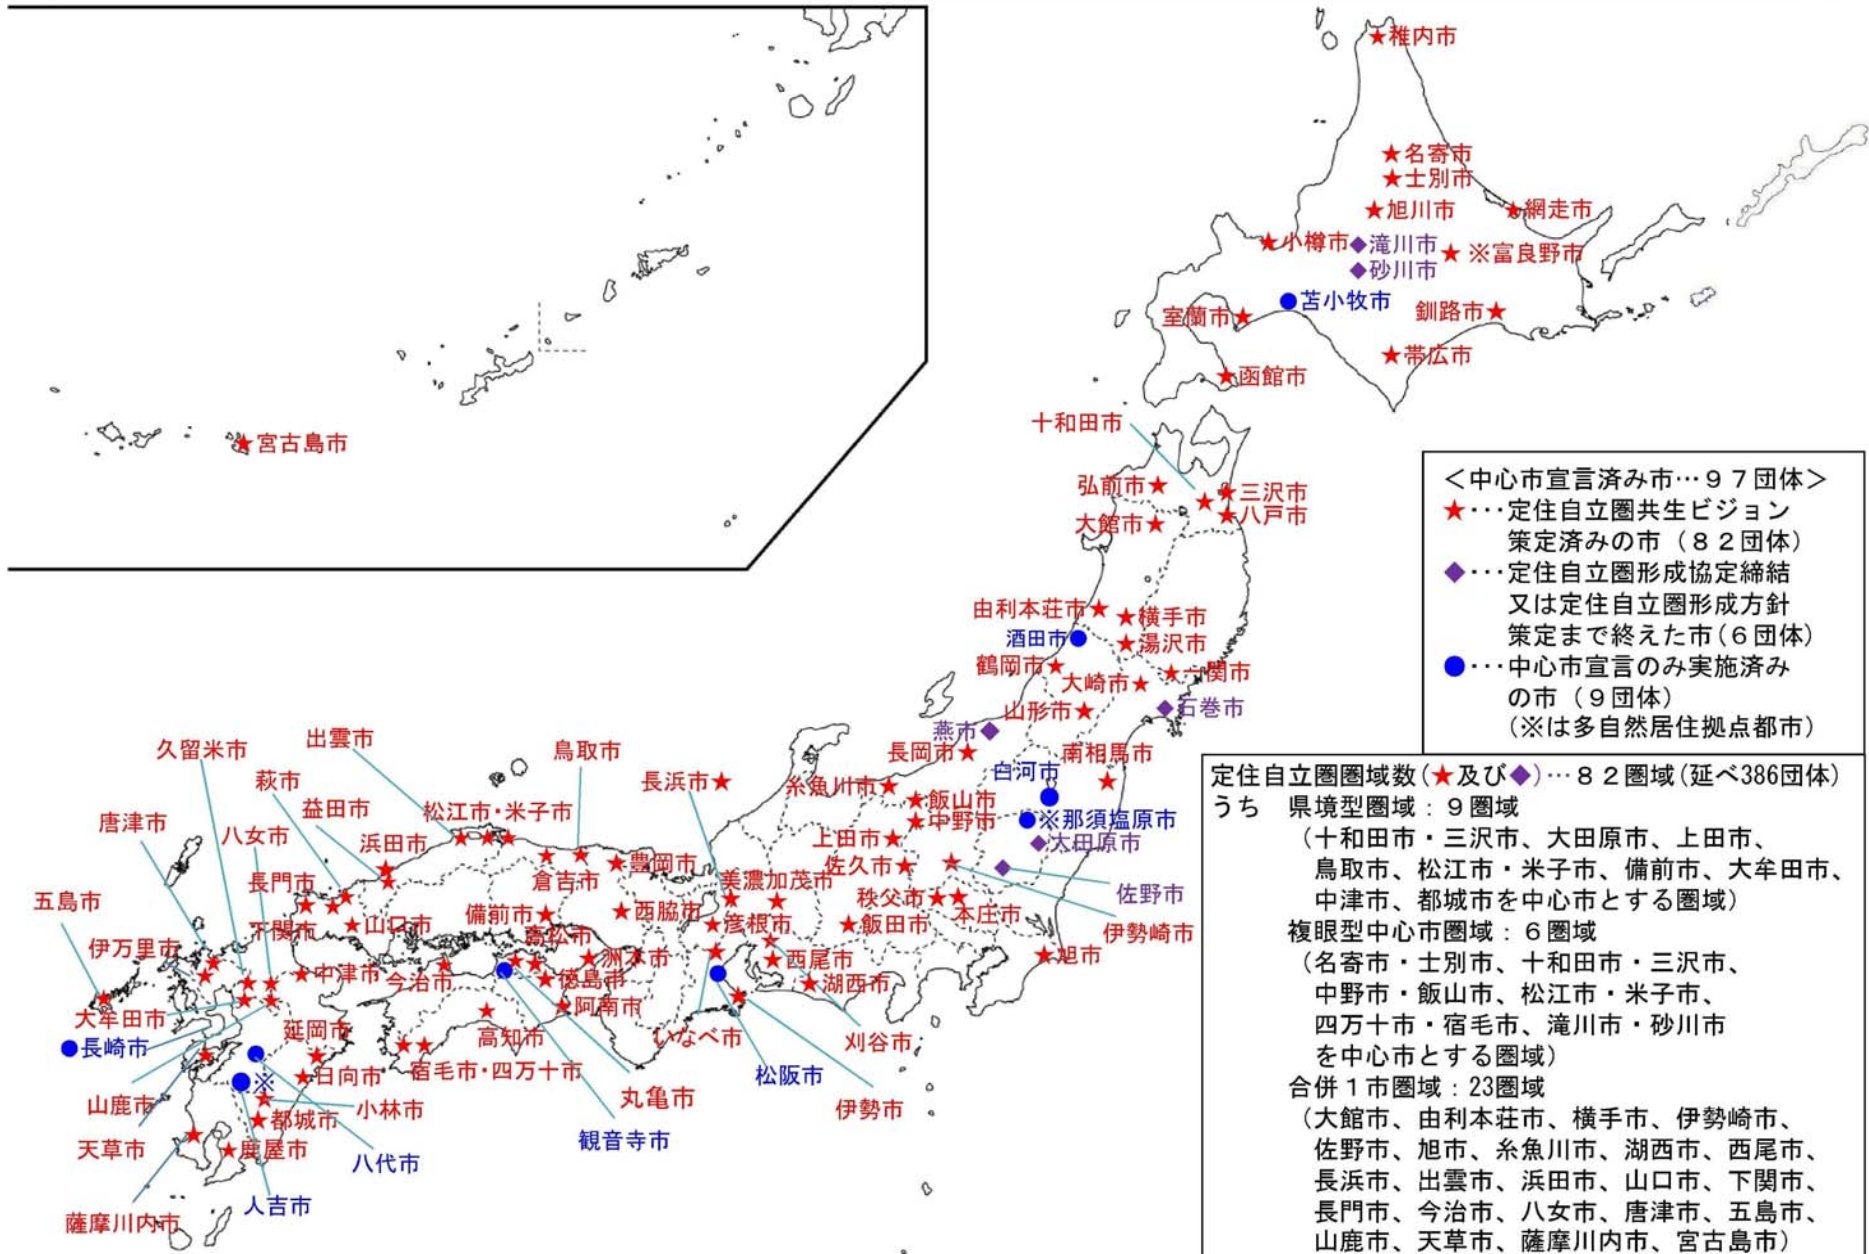 ★稚内市
★名寄市
★士別市
★旭川市
★網走市
★小樽市
◆滝川市
★※富良野市
◆砂川市
●苫小牧市
釧路市★
室蘭市★
★帯広市
★函館市
★宮古島市
十和田市
弘前市★
★三沢市
★八戸市
大館市★
由利本荘市★
★横手市
酒田市●
★湯沢市
鶴岡市★
★一関市
大崎市★
山形市★
◆石巻市
燕市◆
長岡市★
南相馬市
白河市
糸魚川市★
★飯山市
★中野市
●※那須塩原市
上田市★
◆大田原市
佐久市★
佐野市
秩父市★
本庄市
伊勢崎市
★旭市
長浜市★
美濃加茂市
★彦根市
★飯田市
★西尾市
★湖西市
刈谷市
いなべ市
松阪市
伊勢市
久留米市
出雲市
鳥取市
萩市
益田市
松江市・米子市
唐津市
八女市
浜田市
★豊岡市
倉吉市
長門市
五島市
備前市★
★西脇市
下関市
★山口市
高松市
伊万里市
★中津市
今治市
★洲本市
★徳島市
★阿南市
大牟田市
延岡市
高知市
●長崎市
宿毛市・四万十市
★日向市
丸亀市
山鹿市
●※
小林市
★都城市
観音寺市
天草市
★鹿屋市
八代市
人吉市
薩摩川内市
＜中心市宣言済み市…９７団体＞
★･･･定住自立圏共生ビジョン
策定済みの市（８２団体）
◆･･･定住自立圏形成協定締結
又は定住自立圏形成方針
策定まで終えた市(６団体)
●･･･中心市宣言のみ実施済み
の市（９団体）
（※は多自然居住拠点都市）
定住自立圏圏域数(★及び◆)…８２圏域(延べ386団体)
うち　県境型圏域：９圏域
（十和田市・三沢市、大田原市、上田市、
鳥取市、松江市・米子市、備前市、大牟田市、
中津市、都城市を中心市とする圏域）
複眼型中心市圏域：６圏域
（名寄市・士別市、十和田市・三沢市、
中野市・飯山市、松江市・米子市、
四万十市・宿毛市、滝川市・砂川市
を中心市とする圏域）
合併１市圏域：23圏域
（大館市、由利本荘市、横手市、伊勢崎市、
佐野市、旭市、糸魚川市、湖西市、西尾市、
長浜市、出雲市、浜田市、山口市、下関市、
長門市、今治市、八女市、唐津市、五島市、
山鹿市、天草市、薩摩川内市、宮古島市）